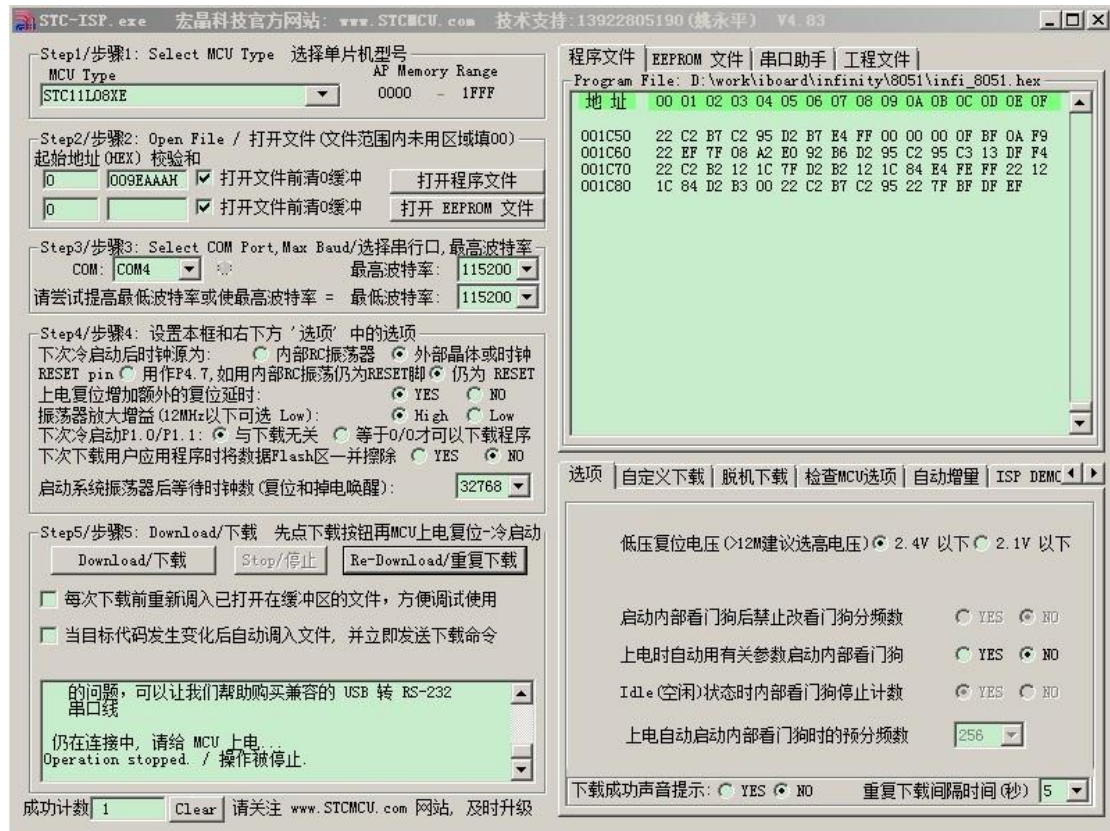 STC-ISP.exe 宏晶科技官方网站: www.STCMCU.com 技术支持:13922805190(姚永平) V4.83
Step1/步骤1: Select MCU Type 选择单片机型号
MCU Type AP Memory Range
STC11L08XE 0000 - 1FFF
Step2/步骤2: Open File / 打开文件(文件范围内未用区域填00)
起始地址(HEX) 校验和
0 009EAAAH 打开文件前清0缓冲 打开程序文件
0 打开文件前清0缓冲 打开 EEPROM 文件
Step3/步骤3: Select COM Port,Max Baud/选择串行口,最高波特率
COM: COM4 最高波特率: 115200
请尝试提高最低波特率或使最高波特率 = 最低波特率: 115200
Step4/步骤4: 设置本框和右下方 '选项' 中的选项
下次冷启动后时钟源为: 内部RC振荡器 外部晶体或时钟
RESET pin 用作P4.7,如用内部RC振荡仍为RESET脚 仍为 RESET
上电复位增加额外的复位延时: YES NO
振荡器放大增益(12MHz以下可选 Low): High Low
下次冷启动P1.0/P1.1: 与下载无关 等于0/0才可以下载程序
下次下载用户应用程序时将数据Flash区一并擦除 YES NO
启动系统振荡器后等待时钟数(复位和掉电唤醒): 32768
Step5/步骤5: Download/下载 先点下载按钮再MCU上电复位-冷启动
Download/下载 Stop/停止 Re-Download/重复下载
每次下载前重新调入已打开在缓冲区的文件，方便调试使用
当目标代码发生变化后自动调入文件，并立即发送下载命令
的问题，可以让我们帮助购买兼容的 USB 转 RS-232
串口线
仍在连接中, 请给 MCU 上电...
Operation stopped. / 操作被停止.
成功计数 1 Clear 请关注 www.STCMCU.com 网站, 及时升级
程序文件 EEPROM 文件 串口助手 工程文件
Program File: D:\work\iboard\infinity\8051\infi_8051.hex
地址 00 01 02 03 04 05 06 07 08 09 0A 0B 0C 0D 0E 0F
001C50 22 C2 B7 C2 95 D2 B7 E4 FF 00 00 00 0F BF 0A F9
001C60 22 EF 7F 08 A2 E0 92 B6 D2 95 C2 95 C3 13 DF F4
001C70 22 C2 B2 12 1C 7F D2 B2 12 1C 84 E4 FE FF 22 12
001C80 1C 84 D2 B3 00 22 C2 B7 C2 95 22 7F BF DF EF
选项 自定义下载 脱机下载 检查MCU选项 自动增量 ISP DEMC
低压复位电压(>12M建议选高电压) 2.4V 以下 2.1V 以下
启动内部看门狗后禁止改看门狗分频数 YES NO
上电时自动用有关参数启动内部看门狗 YES NO
Idle(空闲)状态时内部看门狗停止计数 YES NO
上电自动启动内部看门狗时的预分频数 256
下载成功声音提示: YES NO 重复下载间隔时间(秒) 5